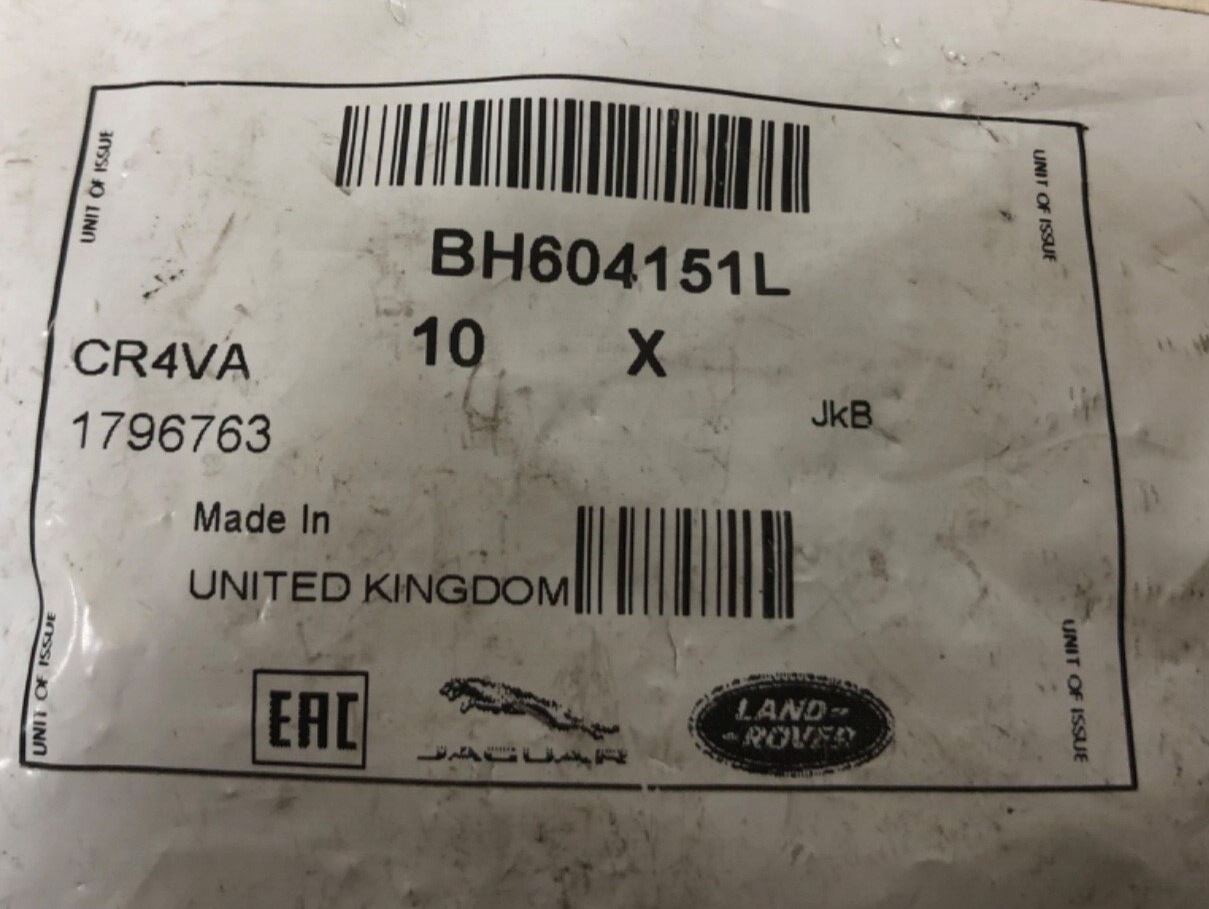 UNIT OF ISSUE
UNIT OF ISSUE
BH604151L
CR4VA 10 X
1796763 JkB
Made In
UNITED KINGDOM
UNIT OF ISSUE
UNIT OF ISSUE
EAC
JAGUAR
LAND-
-ROVER